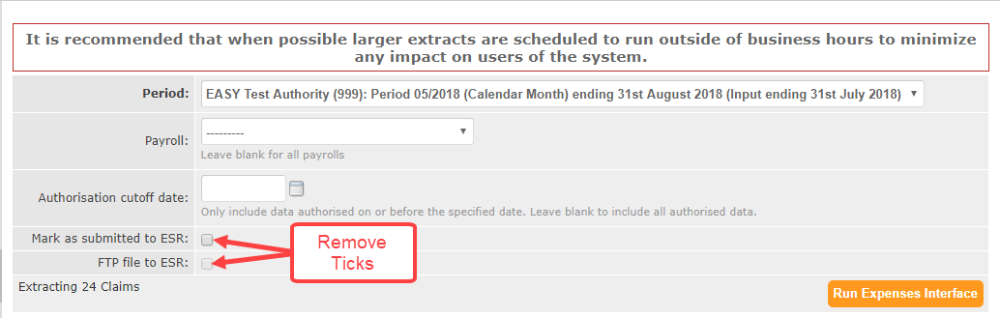 It is recommended that when possible larger extracts are scheduled to run outside of business hours to minimize
any impact on users of the system.
Period: EASY Test Authority (999): Period 05/2018 (Calendar Month) ending 31st August 2018 (Input ending 31st July 2018)
Payroll: ---------
Leave blank for all payrolls
Authorisation cutoff date:
Only include data authorised on or before the specified date. Leave blank to include all authorised data.
Mark as submitted to ESR:
FTP file to ESR:
Remove
Ticks
Extracting 24 Claims
Run Expenses Interface